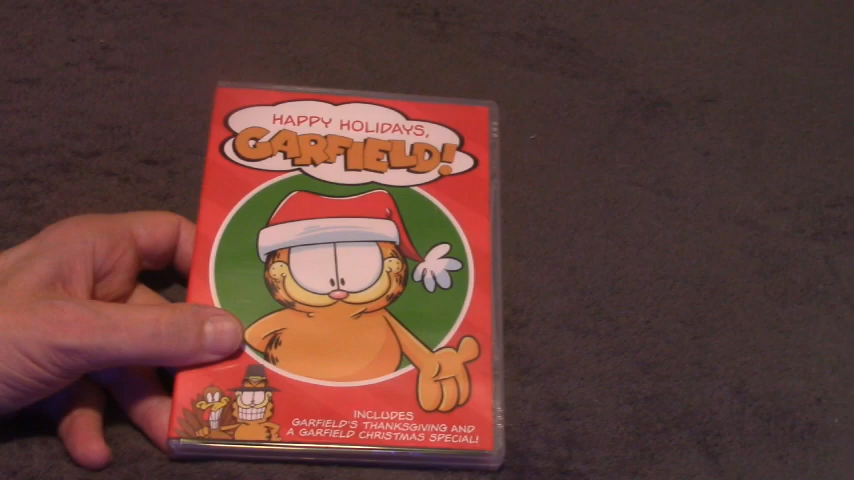 HAPPY HOLIDAYS,
GARFIELD!
INCLUDES
GARFIELD'S THANKSGIVING AND
A GARFIELD CHRISTMAS SPECIAL!